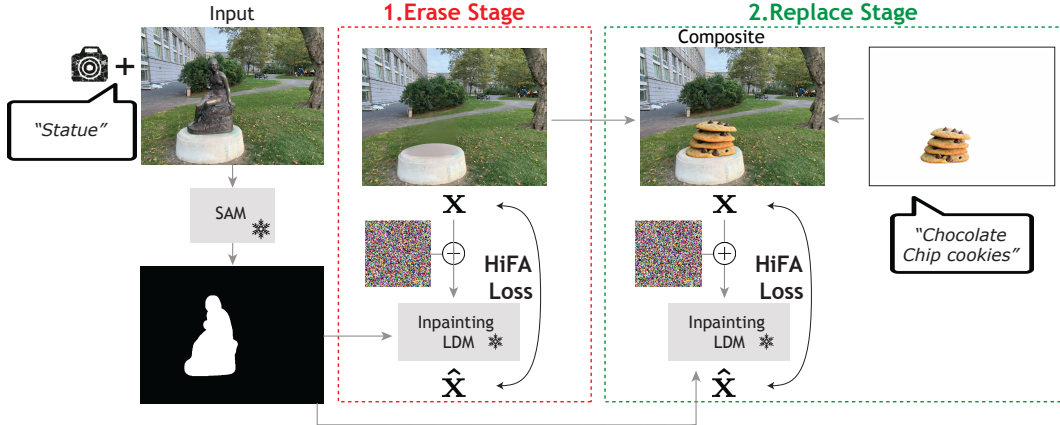 Input
1.Erase Stage
2.Replace Stage
Composite
+
“Statue”
SAM
x
x
HiFA
Loss
HiFA
Loss
“Chocolate
Chip cookies”
Inpainting
LDM
Inpainting
LDM
x̂
x̂